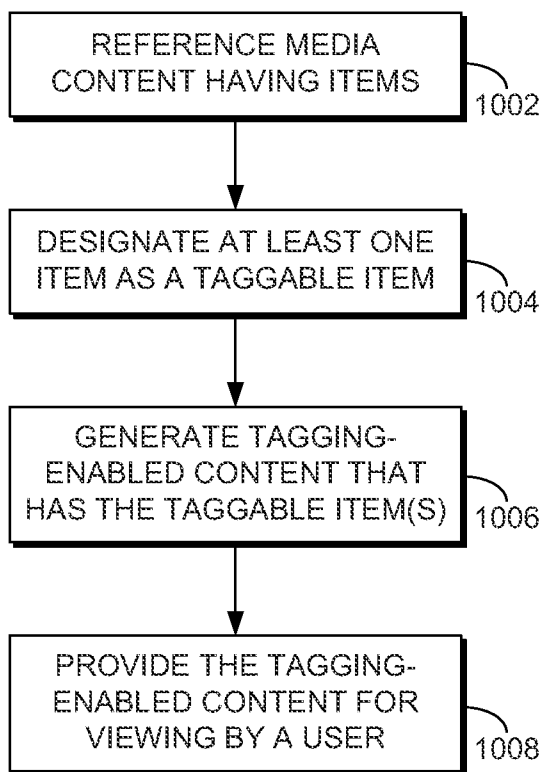 REFERENCE MEDIA
CONTENT HAVING ITEMS
1002
DESIGNATE AT LEAST ONE
ITEM AS A TAGGABLE ITEM
1004
GENERATE TAGGING-
ENABLED CONTENT THAT
HAS THE TAGGABLE ITEM(S)
1006
PROVIDE THE TAGGING-
ENABLED CONTENT FOR
VIEWING BY A USER
1008